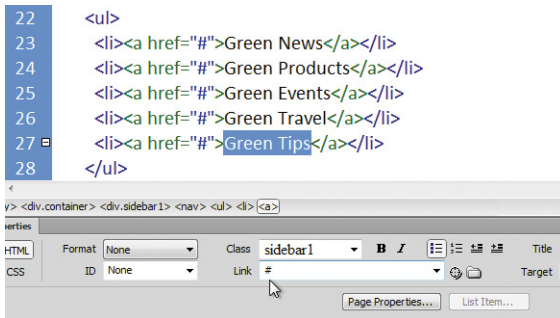 22 <ul>
23 <li><a href="#">Green News</a></li>
24 <li><a href="#">Green Products</a></li>
25 <li><a href="#">Green Events</a></li>
26 <li><a href="#">Green Travel</a></li>
27 <li><a href="#">Green Tips</a></li>
28 </ul>
y> <div.container> <div.sidebar1> <nav> <ul> <li> <a>
perties
HTML Format None Class sidebar1 B I Title
CSS ID None Link # Target
Page Properties... List Item...